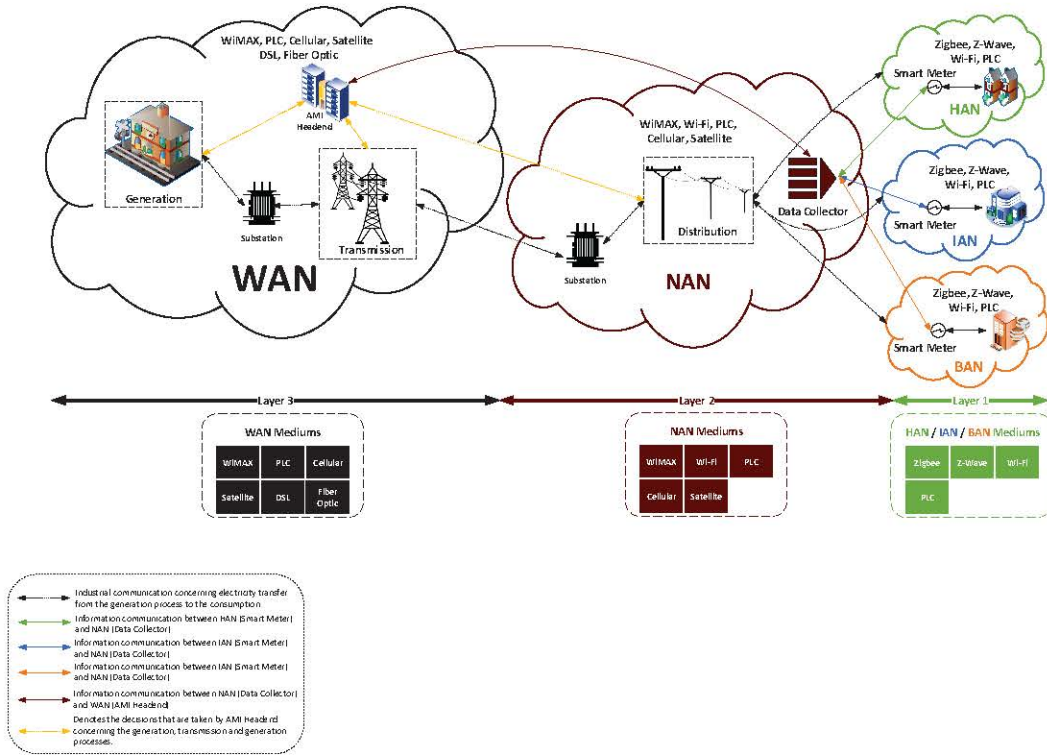 WiMAX, PLC, Cellular, Satellite
DSL, Fiber Optic
AMI
Headend
Generation
Substation
Transmission
WAN
WiMAX, Wi-Fi, PLC,
Cellular, Satellite
Distribution
Data Collector
Substation
NAN
Zigbee, Z-Wave,
Wi-Fi, PLC
Smart Meter
HAN
Zigbee, Z-Wave,
Wi-Fi, PLC
Smart Meter
IAN
Zigbee, Z-Wave,
Wi-Fi, PLC
Smart Meter
BAN
Layer 3
Layer 2
Layer 1
WAN Mediums
WiMAX
PLC
Cellular
Satellite
DSL
Fiber
Optic
NAN Mediums
WiMAX
Wi-Fi
PLC
Cellular
Satellite
HAN / IAN / BAN Mediums
Zigbee
Z-Wave
Wi-Fi
PLC
Industrial communication concerning electricity transfer
from the generation process to the consumption
Information communication between HAN (Smart Meter)
and NAN (Data Collector)
Information communication between IAN (Smart Meter)
and NAN (Data Collector)
Information communication between IAN (Smart Meter)
and NAN (Data Collector)
Information communication between NAN (Data Collector)
and WAN (AMI Headend)
Denotes the decisions that are taken by AMI Headend
concerning the generation, transmission and generation
processes.